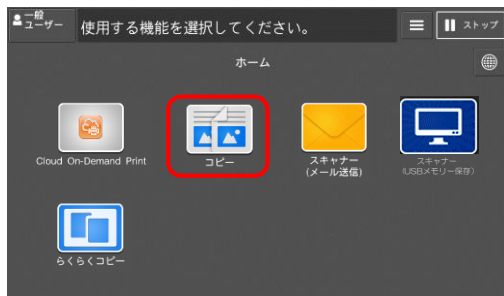 一般
ユーザー
使用する機能を選択してください。
ストップ
ホーム
Cloud On-Demand Print
コピー
スキャナー
(メール送信)
スキャナー
(USBメモリー保存)
らくらくコピー